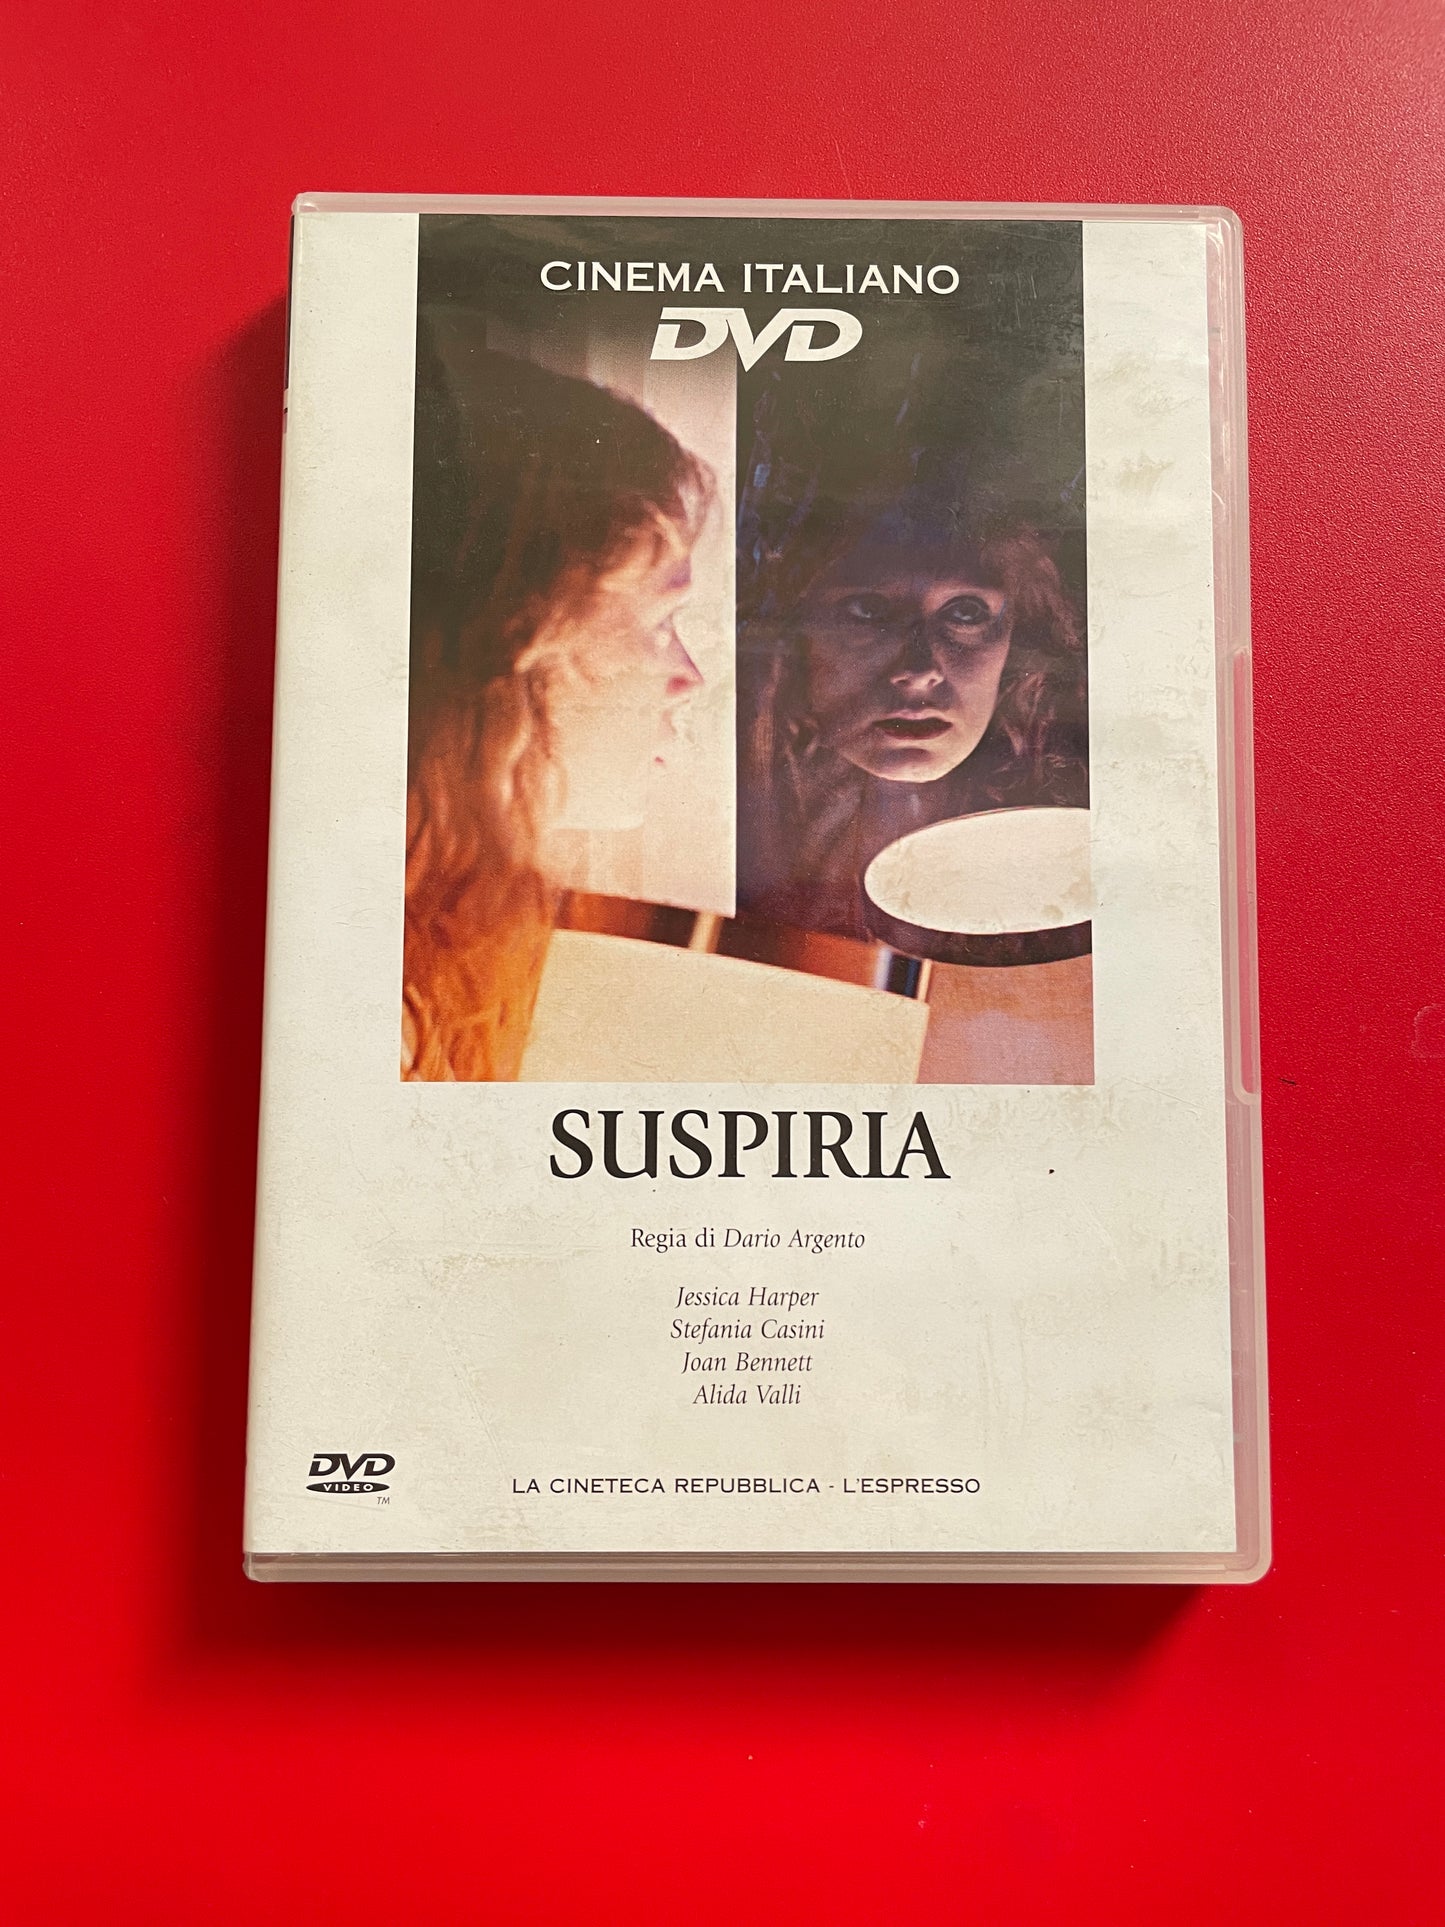 CINEMA ITALIANO
DVD
SUSPIRIA
Regia di Dario Argento
Jessica Harper
Stefania Casini
Joan Bennett
Alida Valli
DVD
VIDEO
TM
LA CINETECA REPUBBLICA - L'ESPRESSO